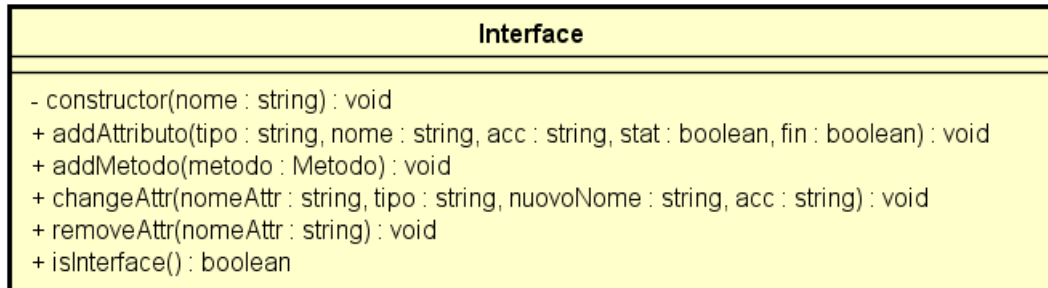 Interface
- constructor(nome : string) : void
+ addAttributo(tipo : string, nome : string, acc : string, stat : boolean, fin : boolean) : void
+ addMetodo(metodo : Metodo) : void
+ changeAttr(nomeAttr : string, tipo : string, nuovoNome : string, acc : string) : void
+ removeAttr(nomeAttr : string) : void
+ isInterface() : boolean